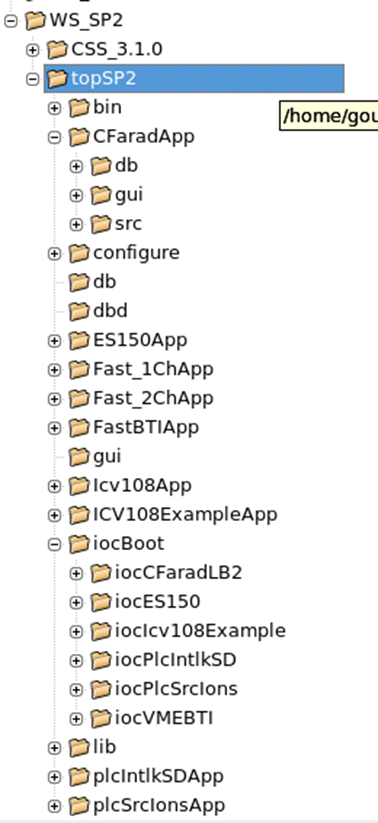 WS_SP2
CSS_3.1.0
topSP2
bin
/home/gou
CFaradApp
db
gui
src
configure
db
dbd
ES150App
Fast_1ChApp
Fast_2ChApp
FastBTIApp
gui
Icv108App
ICV108ExampleApp
iocBoot
iocCFaradLB2
iocES150
iocIcv108Example
iocPlcIntlkSD
iocPlcSrcIons
iocVMEBTI
lib
plcIntlkSDApp
plcSrcIonsApp